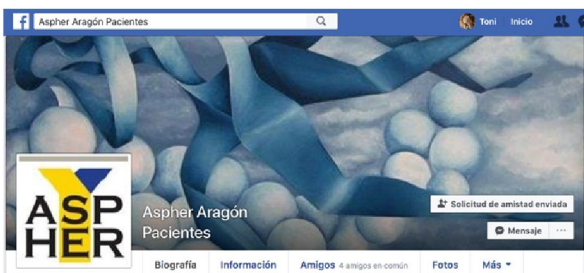 Aspher Aragón Pacientes
Toni Inicio
ASP
HER
Aspher Aragón
Pacientes
Solicitud de amistad enviada
Mensaje ...
Biografía Información Amigos 4 amigos en común Fotos Más